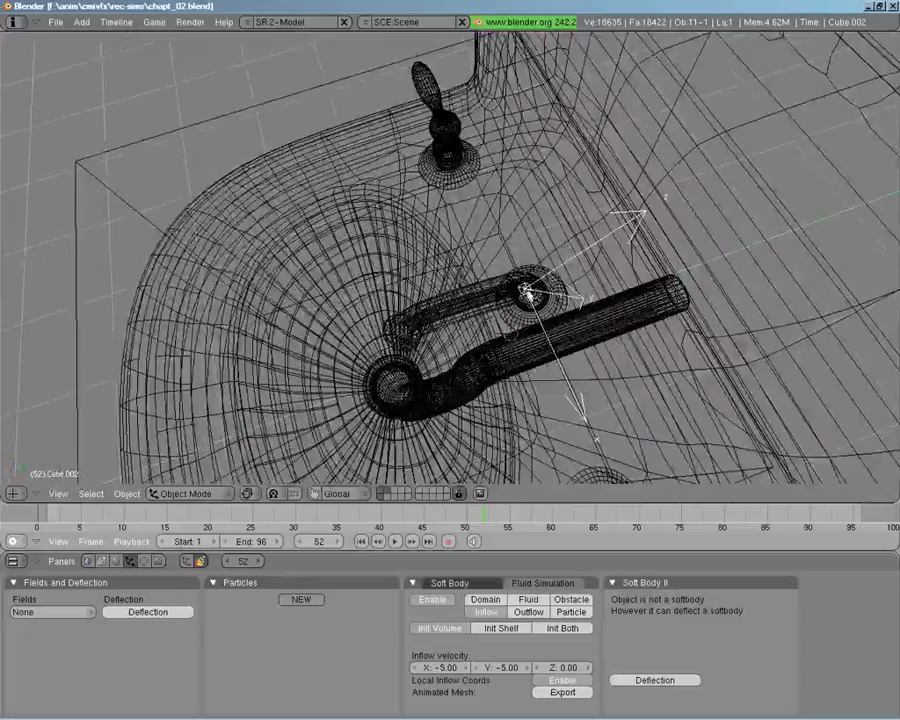 Blender [f:\anim\cmivfx\rec-sims\chapt_02.blend]
File Add Timeline Game Render Help SR:2-Model SCE:Scene www.blender.org 242.2 Ve:18635 | Fa:18422 | Ob:11-1 | La:1 | Mem:4.62M | Time: | Cube.002
z
y
x
(52) Cube.002
View Select Object Object Mode Global
0 5 10 15 20 25 30 35 40 45 50 55 60 65 70 75 80 85 90 95 100
View Frame Playback Start: 1 End: 96 52
Panels 52
Fields and Deflection Particles Soft Body Fluid Simulation Soft Body II
Fields Deflection NEW Enable Domain Fluid Obstacle Object is not a softbody
None Deflection Inflow Outflow Particle However it can deflect a softbody
Init Volume Init Shell Init Both
Inflow velocity:
X: -5.00 Y: -5.00 Z: 0.00
Local Inflow Coords Enable Deflection
Animated Mesh: Export